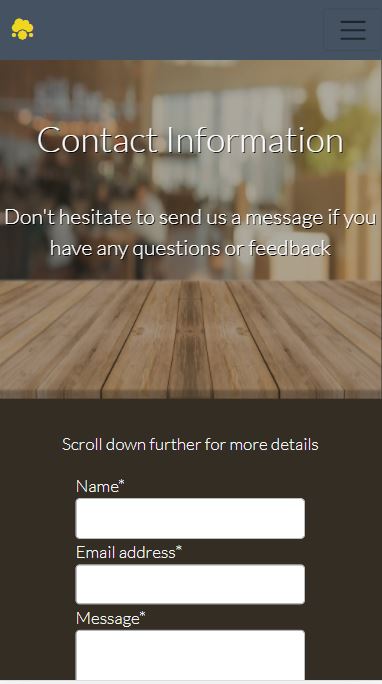 Contact Information
Don't hesitate to send us a message if you
have any questions or feedback
Scroll down further for more details
Name*
Email address*
Message*